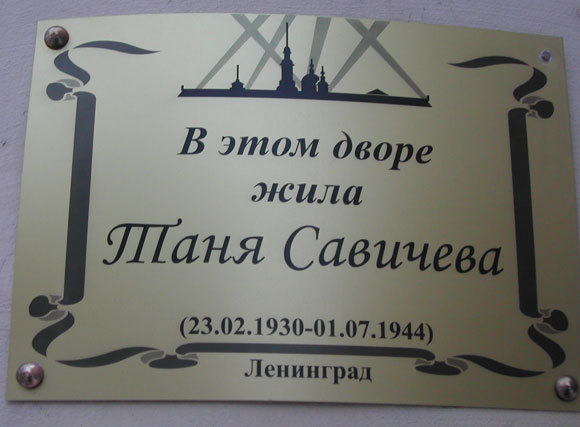 В этом дворе
жила
Таня Савичева
(23.02.1930-01.07.1944)
Ленинград